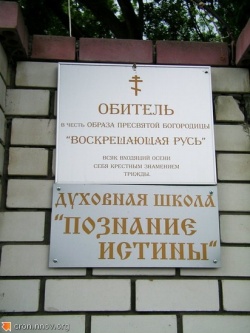 ОБИТЕЛЬ
В ЧЕСТЬ ОБРАЗА ПРЕСВЯТОЙ БОГОРОДИЦЫ
"ВОСКРЕШАЮЩАЯ РУСЬ"
ВСЯК ВХОДЯЩИЙ ОСЕНИ
СЕБЯ КРЕСТНЫМ ЗНАМЕНИЕМ
ТРИЖДЫ.
ДУХОВНАЯ ШКОЛА
"ПОЗНАНИЕ
ИСТИНЫ"